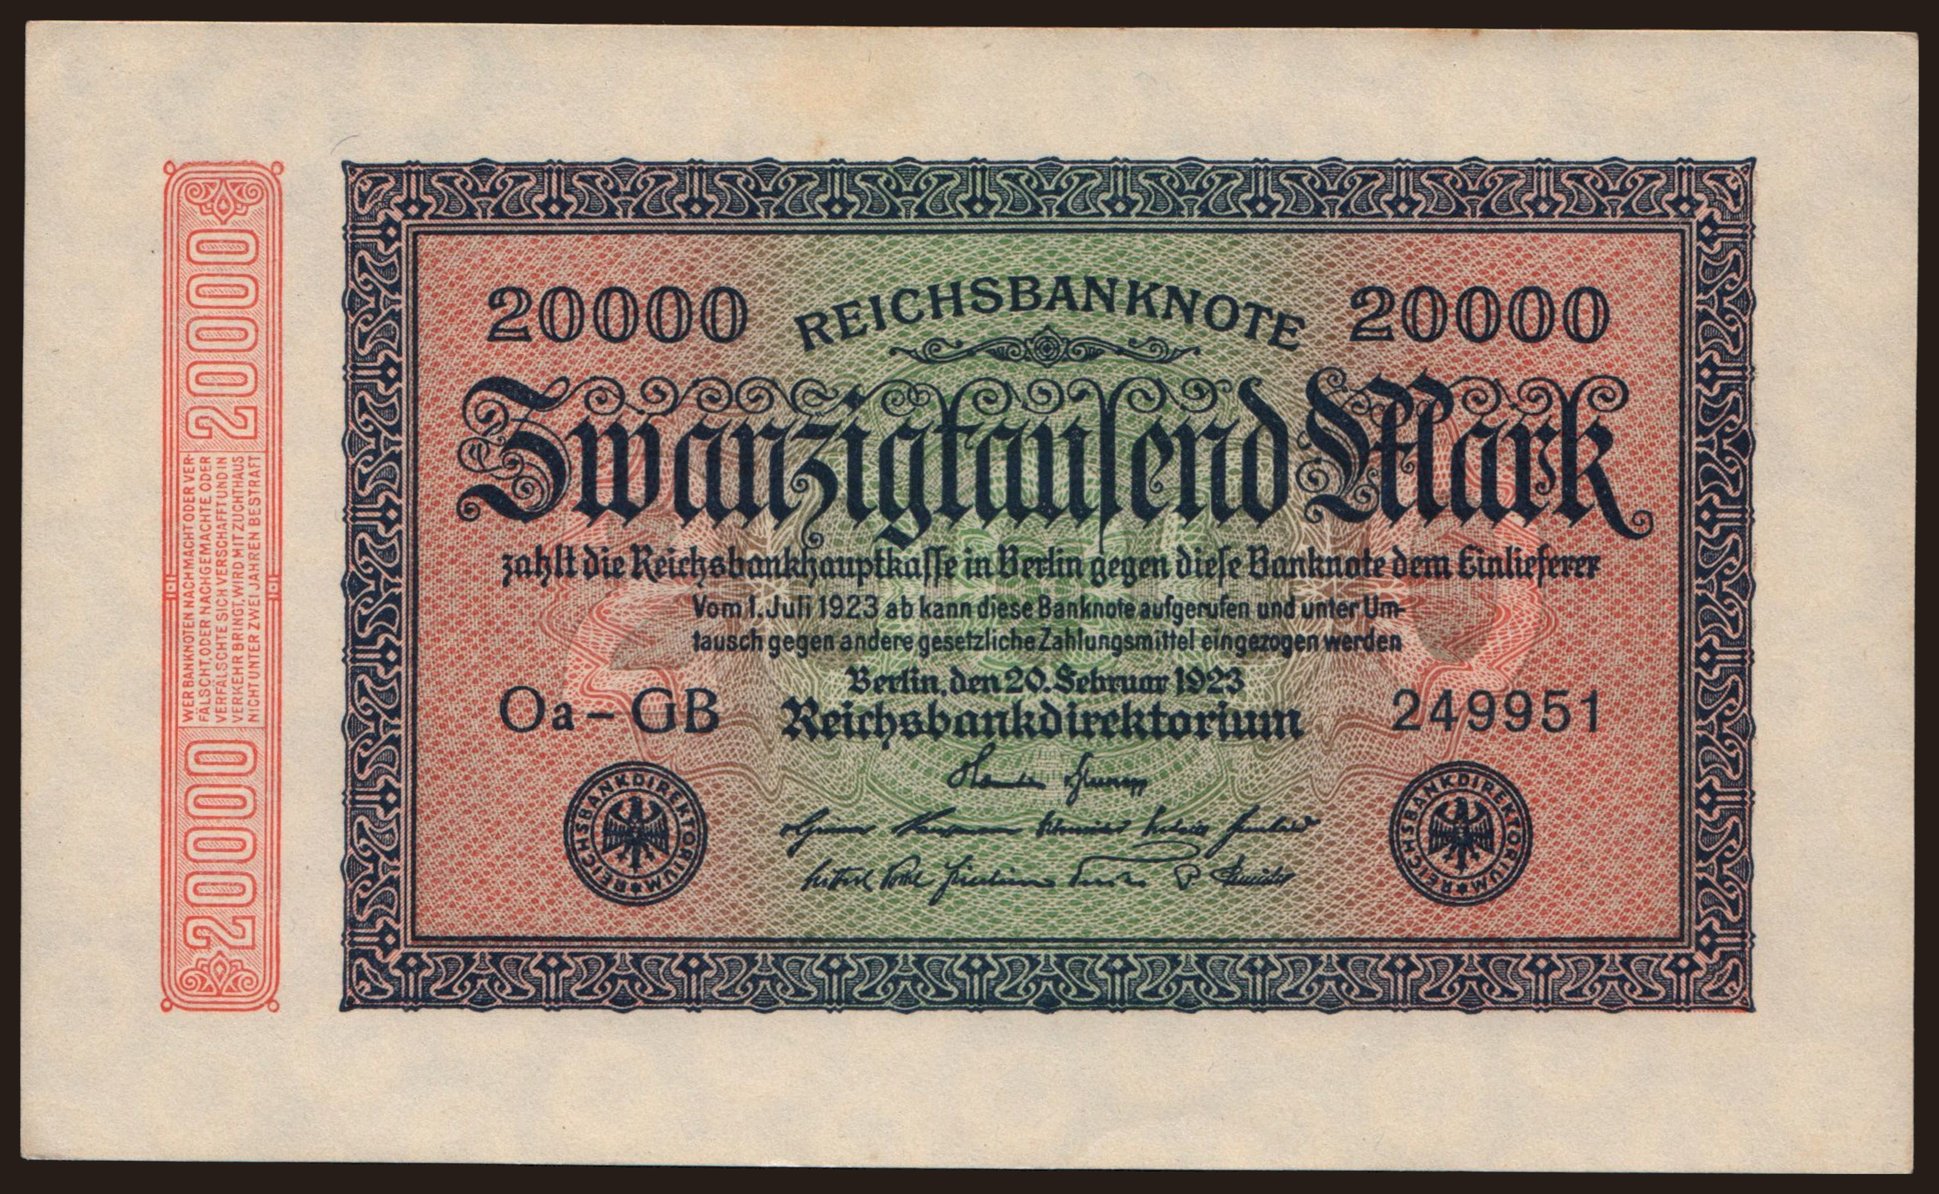 20000
WER BANKNOTEN NACHMACHT ODER VER-
FÄLSCHT, ODER NACHGEMACHTE ODER
VERFÄLSCHTE SICH VERSCHAFFT UND IN
VERKEHR BRINGT, WIRD MIT ZUCHTHAUS
NICHT UNTER ZWEI JAHREN BESTRAFT
20000
20000 REICHSBANKNOTE 20000
Zwanzigtausend Mark
zahlt die Reichsbankhauptkasse in Berlin gegen diese Banknote dem Einlieferer
Vom 1. Juli 1923 ab kann diese Banknote aufgerufen und unter Um-
tausch gegen andere gesetzliche Zahlungsmittel eingezogen werden
Berlin, den 20. Februar 1923
Oa-GB Reichsbankdirektorium 249951
REICHSBANKDIREKTORIUM
REICHSBANKDIREKTORIUM